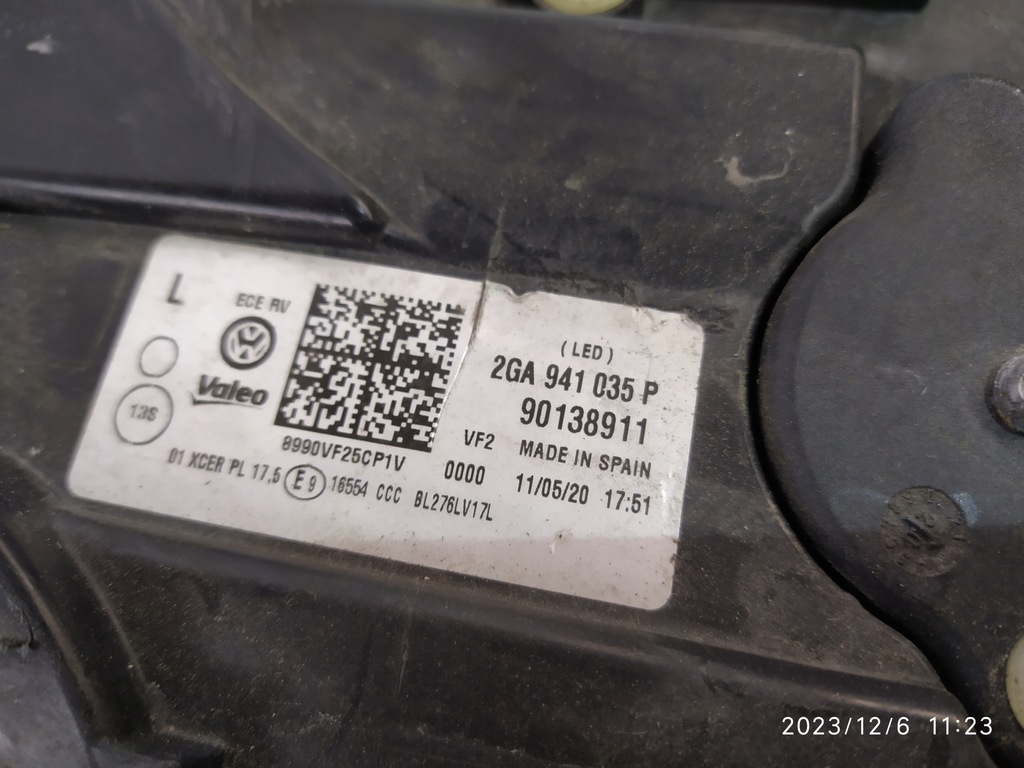 L
ECE RV
Valeo
138
8990VF25CP1V
01 XCER PL 17,5 E9 16554 CCC BL276LV17L
(LED)
2GA 941 035 P
90138911
VF2 MADE IN SPAIN
0000 11/05/20 17:51
2023/12/6 11:23